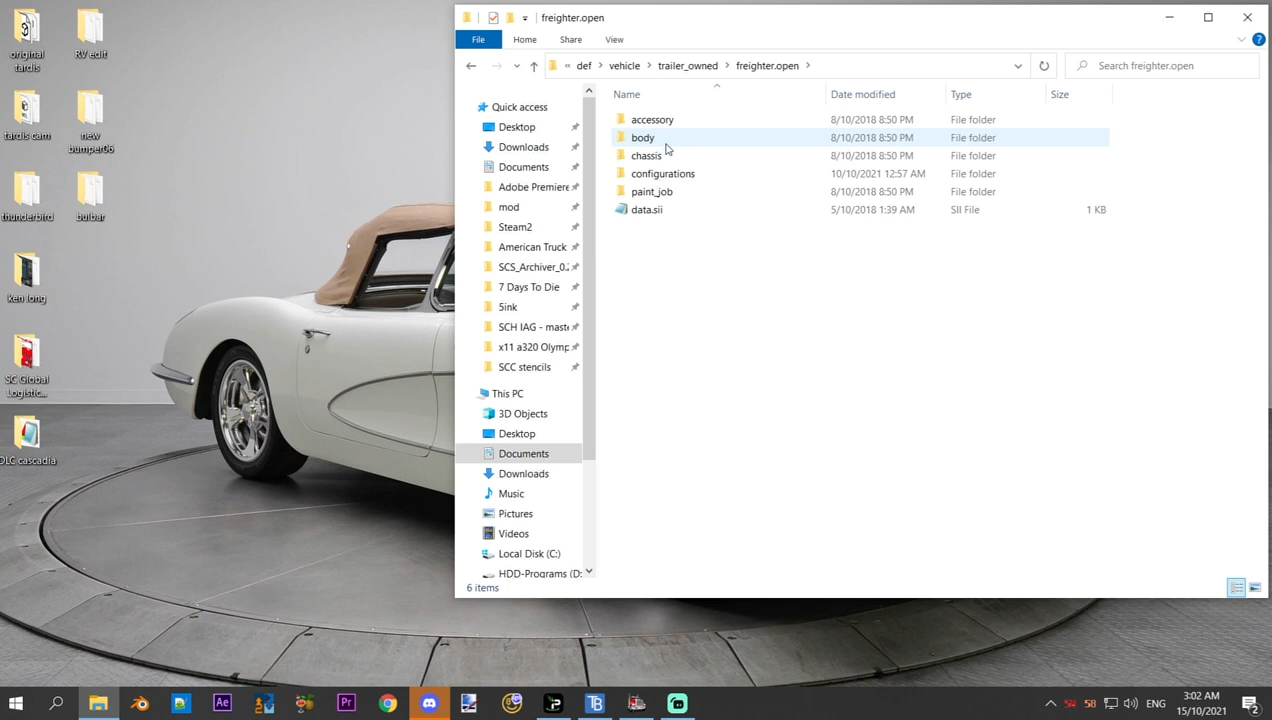 original
tardis
RV edit
tardis cam
new
bumper06
thunderbird
bulbar
ken long
SC Global
Logistic...
DLC cascadia
freighter.open
File
Home
Share
View
« def > vehicle > trailer_owned > freighter.open >
Search freighter.open
Name
Date modified
Type
Size
Quick access
Desktop
Downloads
Documents
Adobe Premiere
mod
Steam2
American Truck
SCS_Archiver_0.2
7 Days To Die
5ink
SCH IAG - maste
x11 a320 Olymp
SCC stencils
This PC
3D Objects
Desktop
Documents
Downloads
Music
Pictures
Videos
Local Disk (C:)
HDD-Programs (D:
accessory 8/10/2018 8:50 PM File folder
body 8/10/2018 8:50 PM File folder
chassis 8/10/2018 8:50 PM File folder
configurations 10/10/2021 12:57 AM File folder
paint_job 8/10/2018 8:50 PM File folder
data.sii 5/10/2018 1:39 AM SII File 1 KB
6 items
Ae
Pr
TB
58
ENG
3:02 AM
15/10/2021
2